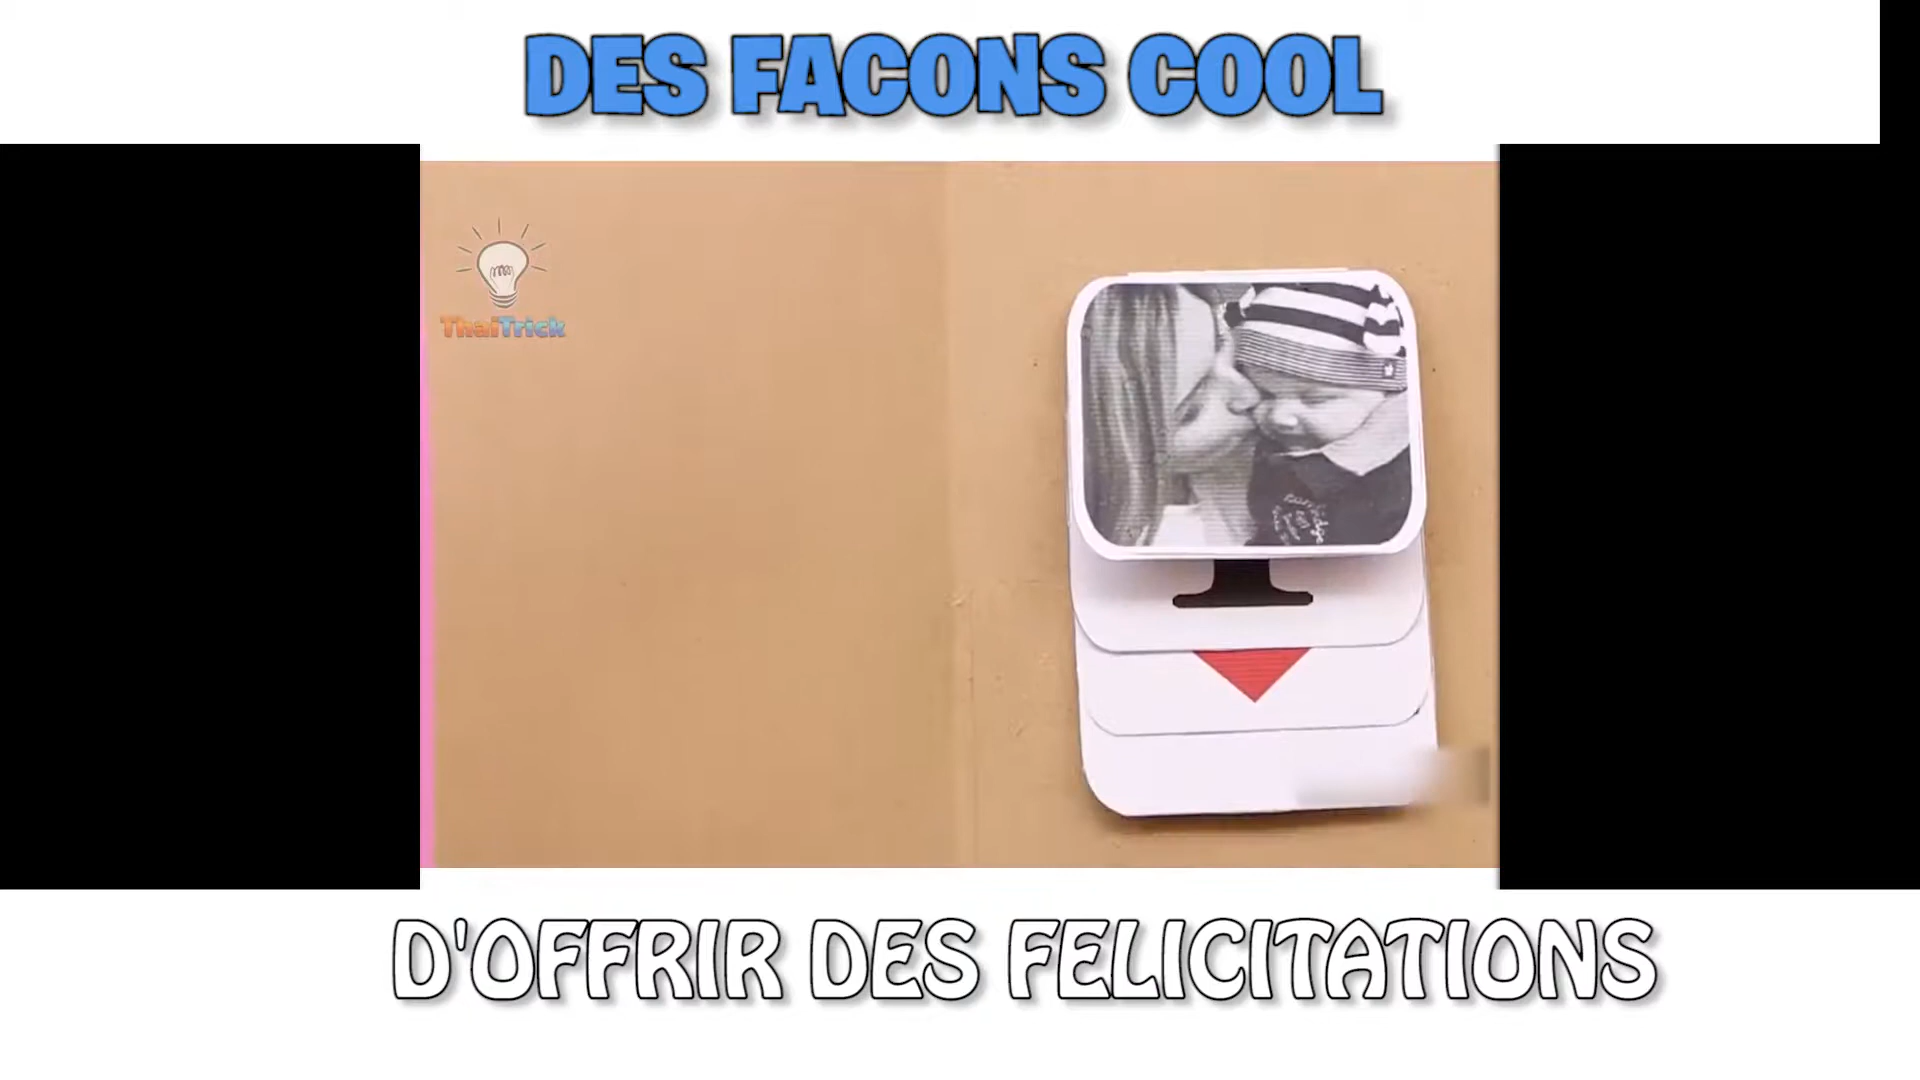 DES FACONS COOL
ThaiTrick
I
D'OFFRIR DES FELICITATIONS